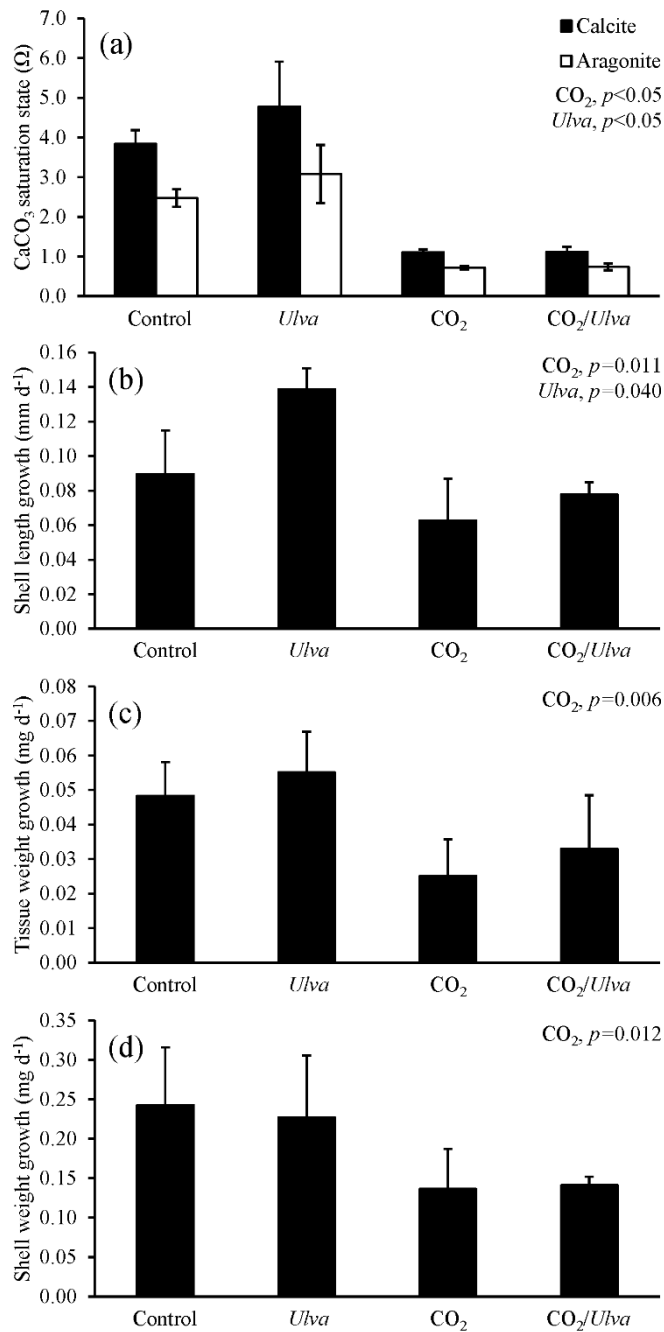 (a)
Calcite
Aragonite
CO₂, p<0.05
Ulva, p<0.05
CaCO₃ saturation state (Ω)
7.0
6.0
5.0
4.0
3.0
2.0
1.0
0.0
Control Ulva CO₂ CO₂/Ulva
(b)
CO₂, p=0.011
Ulva, p=0.040
Shell length growth (mm d⁻¹)
0.16
0.14
0.12
0.10
0.08
0.06
0.04
0.02
0.00
Control Ulva CO₂ CO₂/Ulva
(c)
CO₂, p=0.006
Tissue weight growth (mg d⁻¹)
0.08
0.07
0.06
0.05
0.04
0.03
0.02
0.01
0.00
Control Ulva CO₂ CO₂/Ulva
(d)
CO₂, p=0.012
Shell weight growth (mg d⁻¹)
0.35
0.30
0.25
0.20
0.15
0.10
0.05
0.00
Control Ulva CO₂ CO₂/Ulva